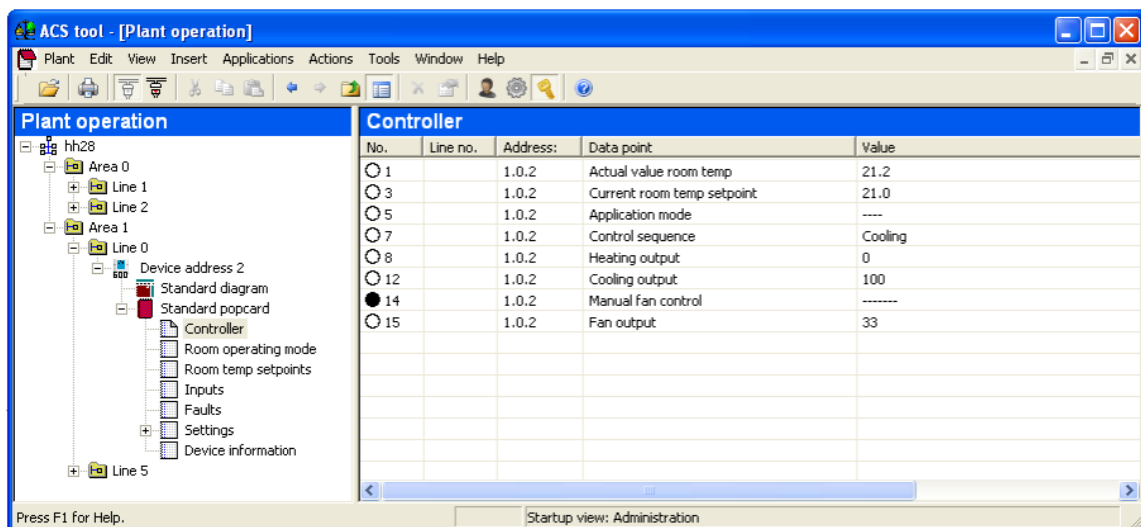 ACS tool - [Plant operation]
Plant Edit View Insert Applications Actions Tools Window Help
Plant operation
hh28
Area 0
Line 1
Line 2
Area 1
Line 0
600 Device address 2
Standard diagram
Standard popcard
Controller
Room operating mode
Room temp setpoints
Inputs
Faults
Settings
Device information
Line 5
Controller
No. Line no. Address: Data point Value
1 1.0.2 Actual value room temp 21.2
3 1.0.2 Current room temp setpoint 21.0
5 1.0.2 Application mode ----
7 1.0.2 Control sequence Cooling
8 1.0.2 Heating output 0
12 1.0.2 Cooling output 100
14 1.0.2 Manual fan control -------
15 1.0.2 Fan output 33
Press F1 for Help. Startup view: Administration